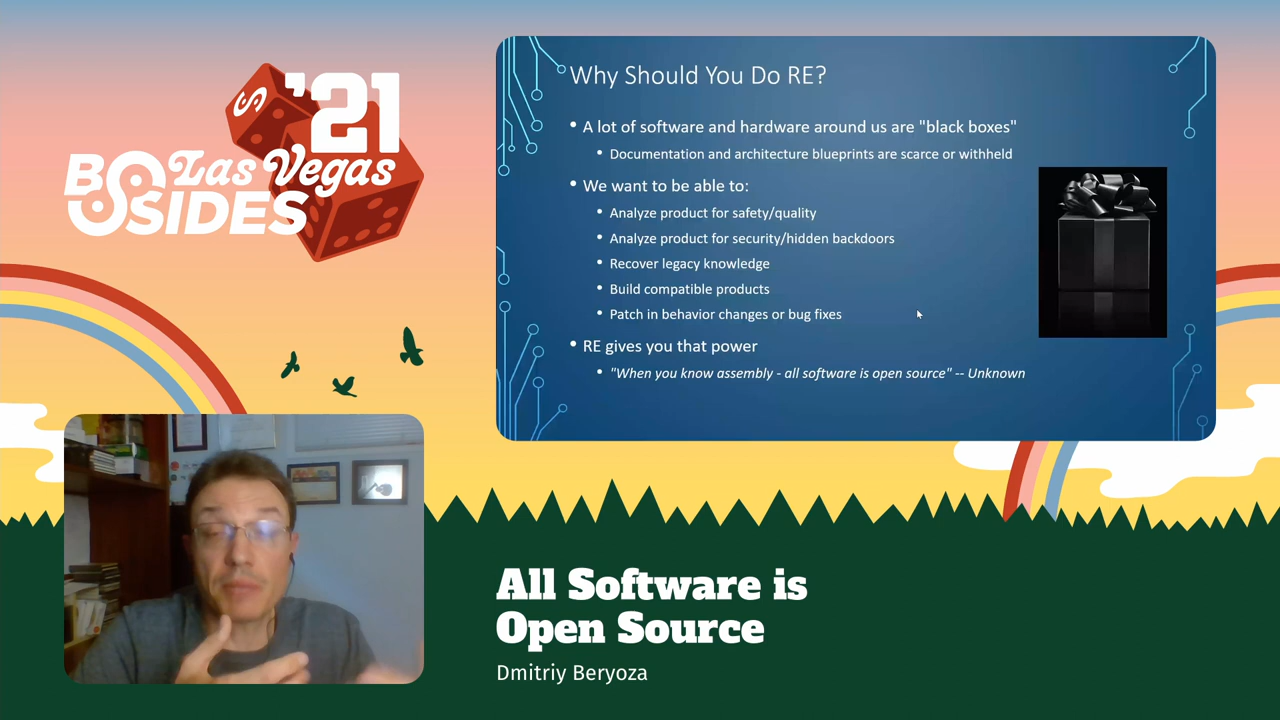 '21
BSIDES
Las Vegas
Why Should You Do RE?
• A lot of software and hardware around us are "black boxes"
• Documentation and architecture blueprints are scarce or withheld
• We want to be able to:
• Analyze product for safety/quality
• Analyze product for security/hidden backdoors
• Recover legacy knowledge
• Build compatible products
• Patch in behavior changes or bug fixes
• RE gives you that power
• "When you know assembly - all software is open source" -- Unknown
All Software is
Open Source
Dmitriy Beryoza